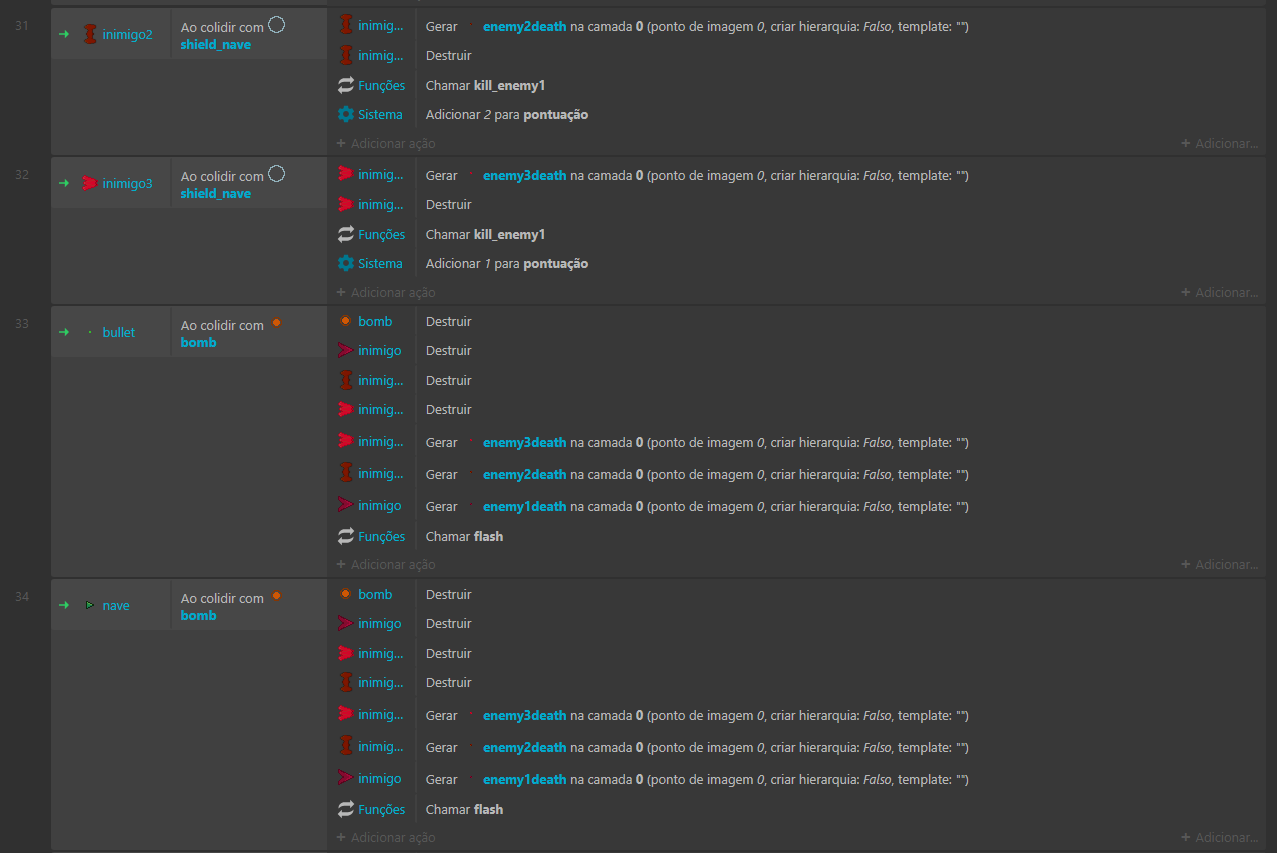 31
inimigo2
Ao colidir com
shield_nave
inimig... Gerar enemy2death na camada 0 (ponto de imagem 0, criar hierarquia: Falso, template: "")
inimig... Destruir
Funções Chamar kill_enemy1
Sistema Adicionar 2 para pontuação
+ Adicionar ação + Adicionar...
32
inimigo3
Ao colidir com
shield_nave
inimig... Gerar enemy3death na camada 0 (ponto de imagem 0, criar hierarquia: Falso, template: "")
inimig... Destruir
Funções Chamar kill_enemy1
Sistema Adicionar 1 para pontuação
+ Adicionar ação + Adicionar...
33
bullet
Ao colidir com
bomb
bomb Destruir
inimigo Destruir
inimig... Destruir
inimig... Destruir
inimig... Gerar enemy3death na camada 0 (ponto de imagem 0, criar hierarquia: Falso, template: "")
inimig... Gerar enemy2death na camada 0 (ponto de imagem 0, criar hierarquia: Falso, template: "")
inimigo Gerar enemy1death na camada 0 (ponto de imagem 0, criar hierarquia: Falso, template: "")
Funções Chamar flash
+ Adicionar ação + Adicionar...
34
nave
Ao colidir com
bomb
bomb Destruir
inimigo Destruir
inimig... Destruir
inimig... Destruir
inimig... Gerar enemy3death na camada 0 (ponto de imagem 0, criar hierarquia: Falso, template: "")
inimig... Gerar enemy2death na camada 0 (ponto de imagem 0, criar hierarquia: Falso, template: "")
inimigo Gerar enemy1death na camada 0 (ponto de imagem 0, criar hierarquia: Falso, template: "")
Funções Chamar flash
+ Adicionar ação + Adicionar...